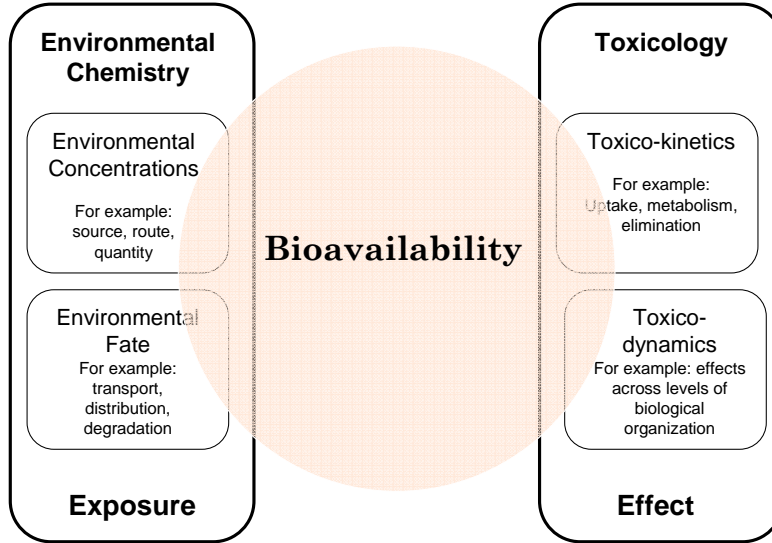 Environmental
Chemistry
Environmental
Concentrations
For example:
source, route,
quantity
Environmental
Fate
For example:
transport,
distribution,
degradation
Exposure
Bioavailability
Toxicology
Toxico-kinetics
For example:
Uptake, metabolism,
elimination
Toxico-
dynamics
For example: effects
across levels of
biological
organization
Effect